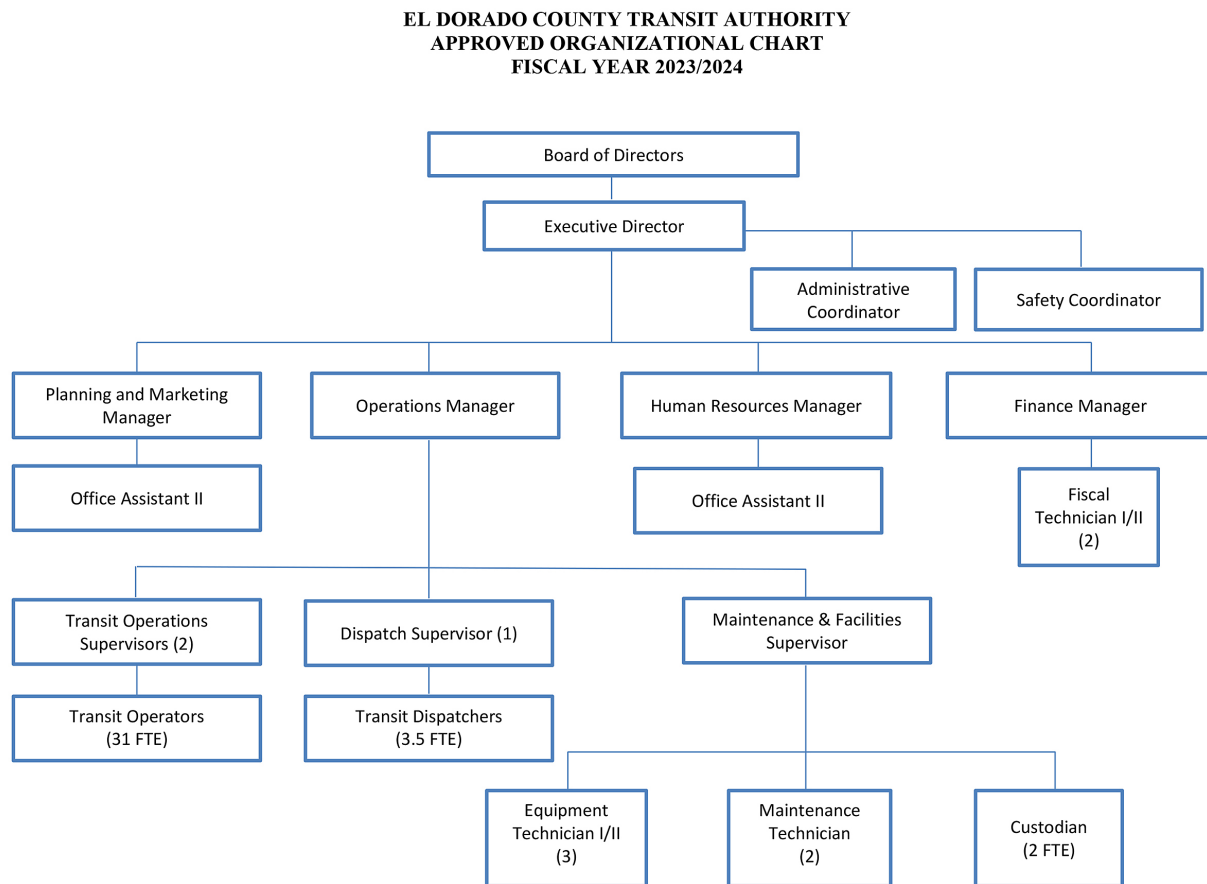 EL DORADO COUNTY TRANSIT AUTHORITY
APPROVED ORGANIZATIONAL CHART
FISCAL YEAR 2023/2024
Board of Directors
Executive Director
Administrative
Coordinator
Safety Coordinator
Planning and Marketing
Manager
Operations Manager
Human Resources Manager
Finance Manager
Office Assistant II
Office Assistant II
Fiscal
Technician I/II
(2)
Transit Operations
Supervisors (2)
Dispatch Supervisor (1)
Maintenance & Facilities
Supervisor
Transit Operators
(31 FTE)
Transit Dispatchers
(3.5 FTE)
Equipment
Technician I/II
(3)
Maintenance
Technician
(2)
Custodian
(2 FTE)